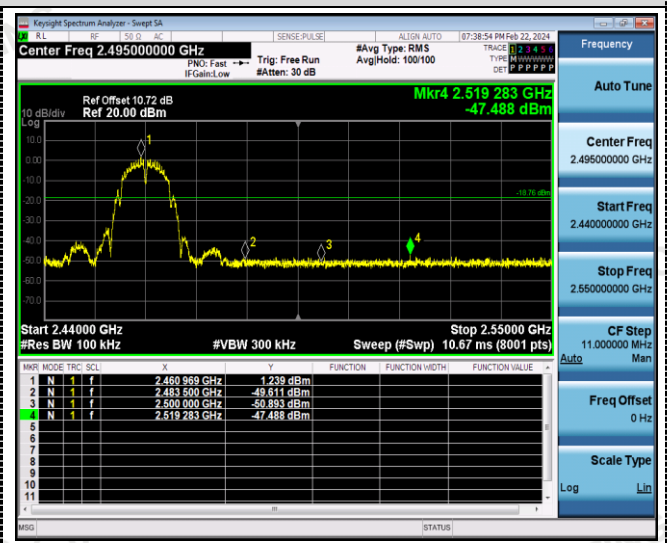 Keysight Spectrum Analyzer - Swept SA
RL RF 50 Ω AC SENSE:PULSE ALIGN AUTO 07:38:54 PM Feb 22, 2024
Center Freq 2.495000000 GHz
PNO: Fast Trig: Free Run
IFGain:Low #Atten: 30 dB
#Avg Type: RMS
Avg|Hold: 100/100
TRACE 1 2 3 4 5 6
TYPE M WWWWW
DET P P P P P P
Frequency
Auto Tune
Center Freq
2.495000000 GHz
Start Freq
2.440000000 GHz
Stop Freq
2.550000000 GHz
CF Step
11.000000 MHz
Auto Man
Freq Offset
0 Hz
Scale Type
Log Lin
Mkr4 2.519 283 GHz
-47.488 dBm
Ref Offset 10.72 dB
10 dB/div Ref 20.00 dBm
Log
10.0
0.00
-10.0
-20.0
-30.0
-40.0
-50.0
-60.0
-70.0
1
2
3
4
-18.76 dBm
Start 2.44000 GHz Stop 2.55000 GHz
#Res BW 100 kHz #VBW 300 kHz Sweep (#Swp) 10.67 ms (8001 pts)
MKR MODE TRC SCL X Y FUNCTION FUNCTION WIDTH FUNCTION VALUE
1 N 1 f 2.460 969 GHz 1.239 dBm
2 N 1 f 2.483 500 GHz -49.611 dBm
3 N 1 f 2.500 000 GHz -50.893 dBm
4 N 1 f 2.519 283 GHz -47.488 dBm
5
6
7
8
9
10
11
MSG STATUS